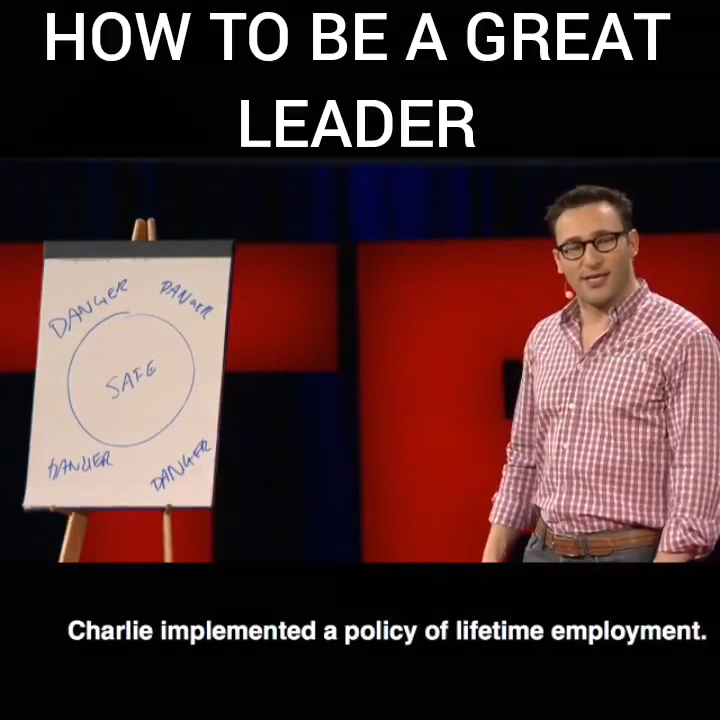 HOW TO BE A GREAT
LEADER
DANGER DANGER
SAFE
DANGER DANGER
Charlie implemented a policy of lifetime employment.